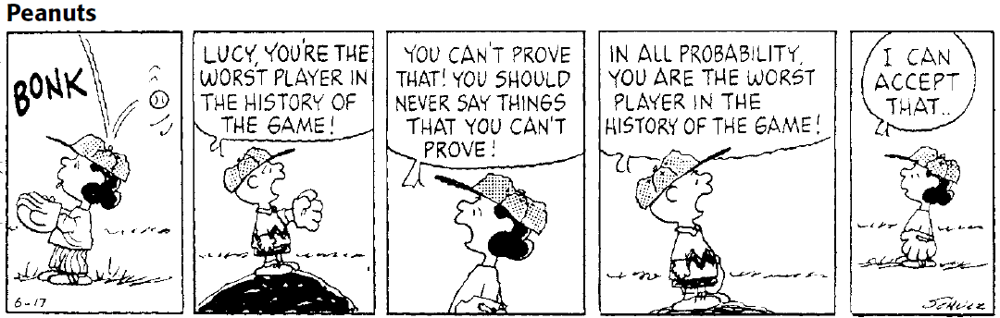 Peanuts
BONK
6-17
LUCY, YOU'RE THE
WORST PLAYER IN
THE HISTORY OF
THE GAME!
YOU CAN'T PROVE
THAT! YOU SHOULD
NEVER SAY THINGS
THAT YOU CAN'T
PROVE!
IN ALL PROBABILITY,
YOU ARE THE WORST
PLAYER IN THE
HISTORY OF THE GAME!
I CAN
ACCEPT
THAT..
SCHULZ